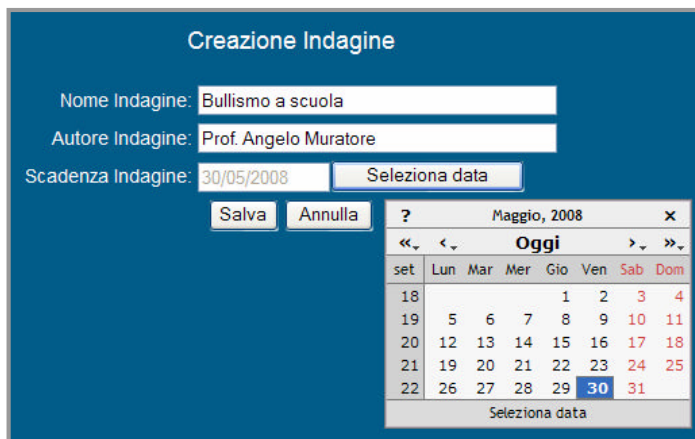 Creazione Indagine
Nome Indagine: Bullismo a scuola
Autore Indagine: Prof. Angelo Muratore
Scadenza Indagine: 30/05/2008 Seleziona data
Salva Annulla
? Maggio, 2008 ×
«  ‹  Oggi  ›  »
set Lun Mar Mer Gio Ven Sab Dom
18 1 2 3 4
19 5 6 7 8 9 10 11
20 12 13 14 15 16 17 18
21 19 20 21 22 23 24 25
22 26 27 28 29 30 31
Seleziona data